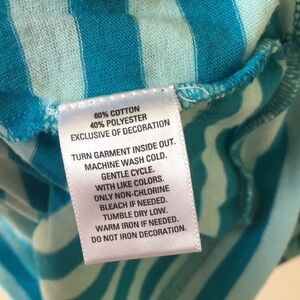 60% COTTON
40% POLYESTER
EXCLUSIVE OF DECORATION
TURN GARMENT INSIDE OUT.
MACHINE WASH COLD.
GENTLE CYCLE.
WITH LIKE COLORS.
ONLY NON-CHLORINE
BLEACH IF NEEDED.
TUMBLE DRY LOW.
WARM IRON IF NEEDED.
DO NOT IRON DECORATION.